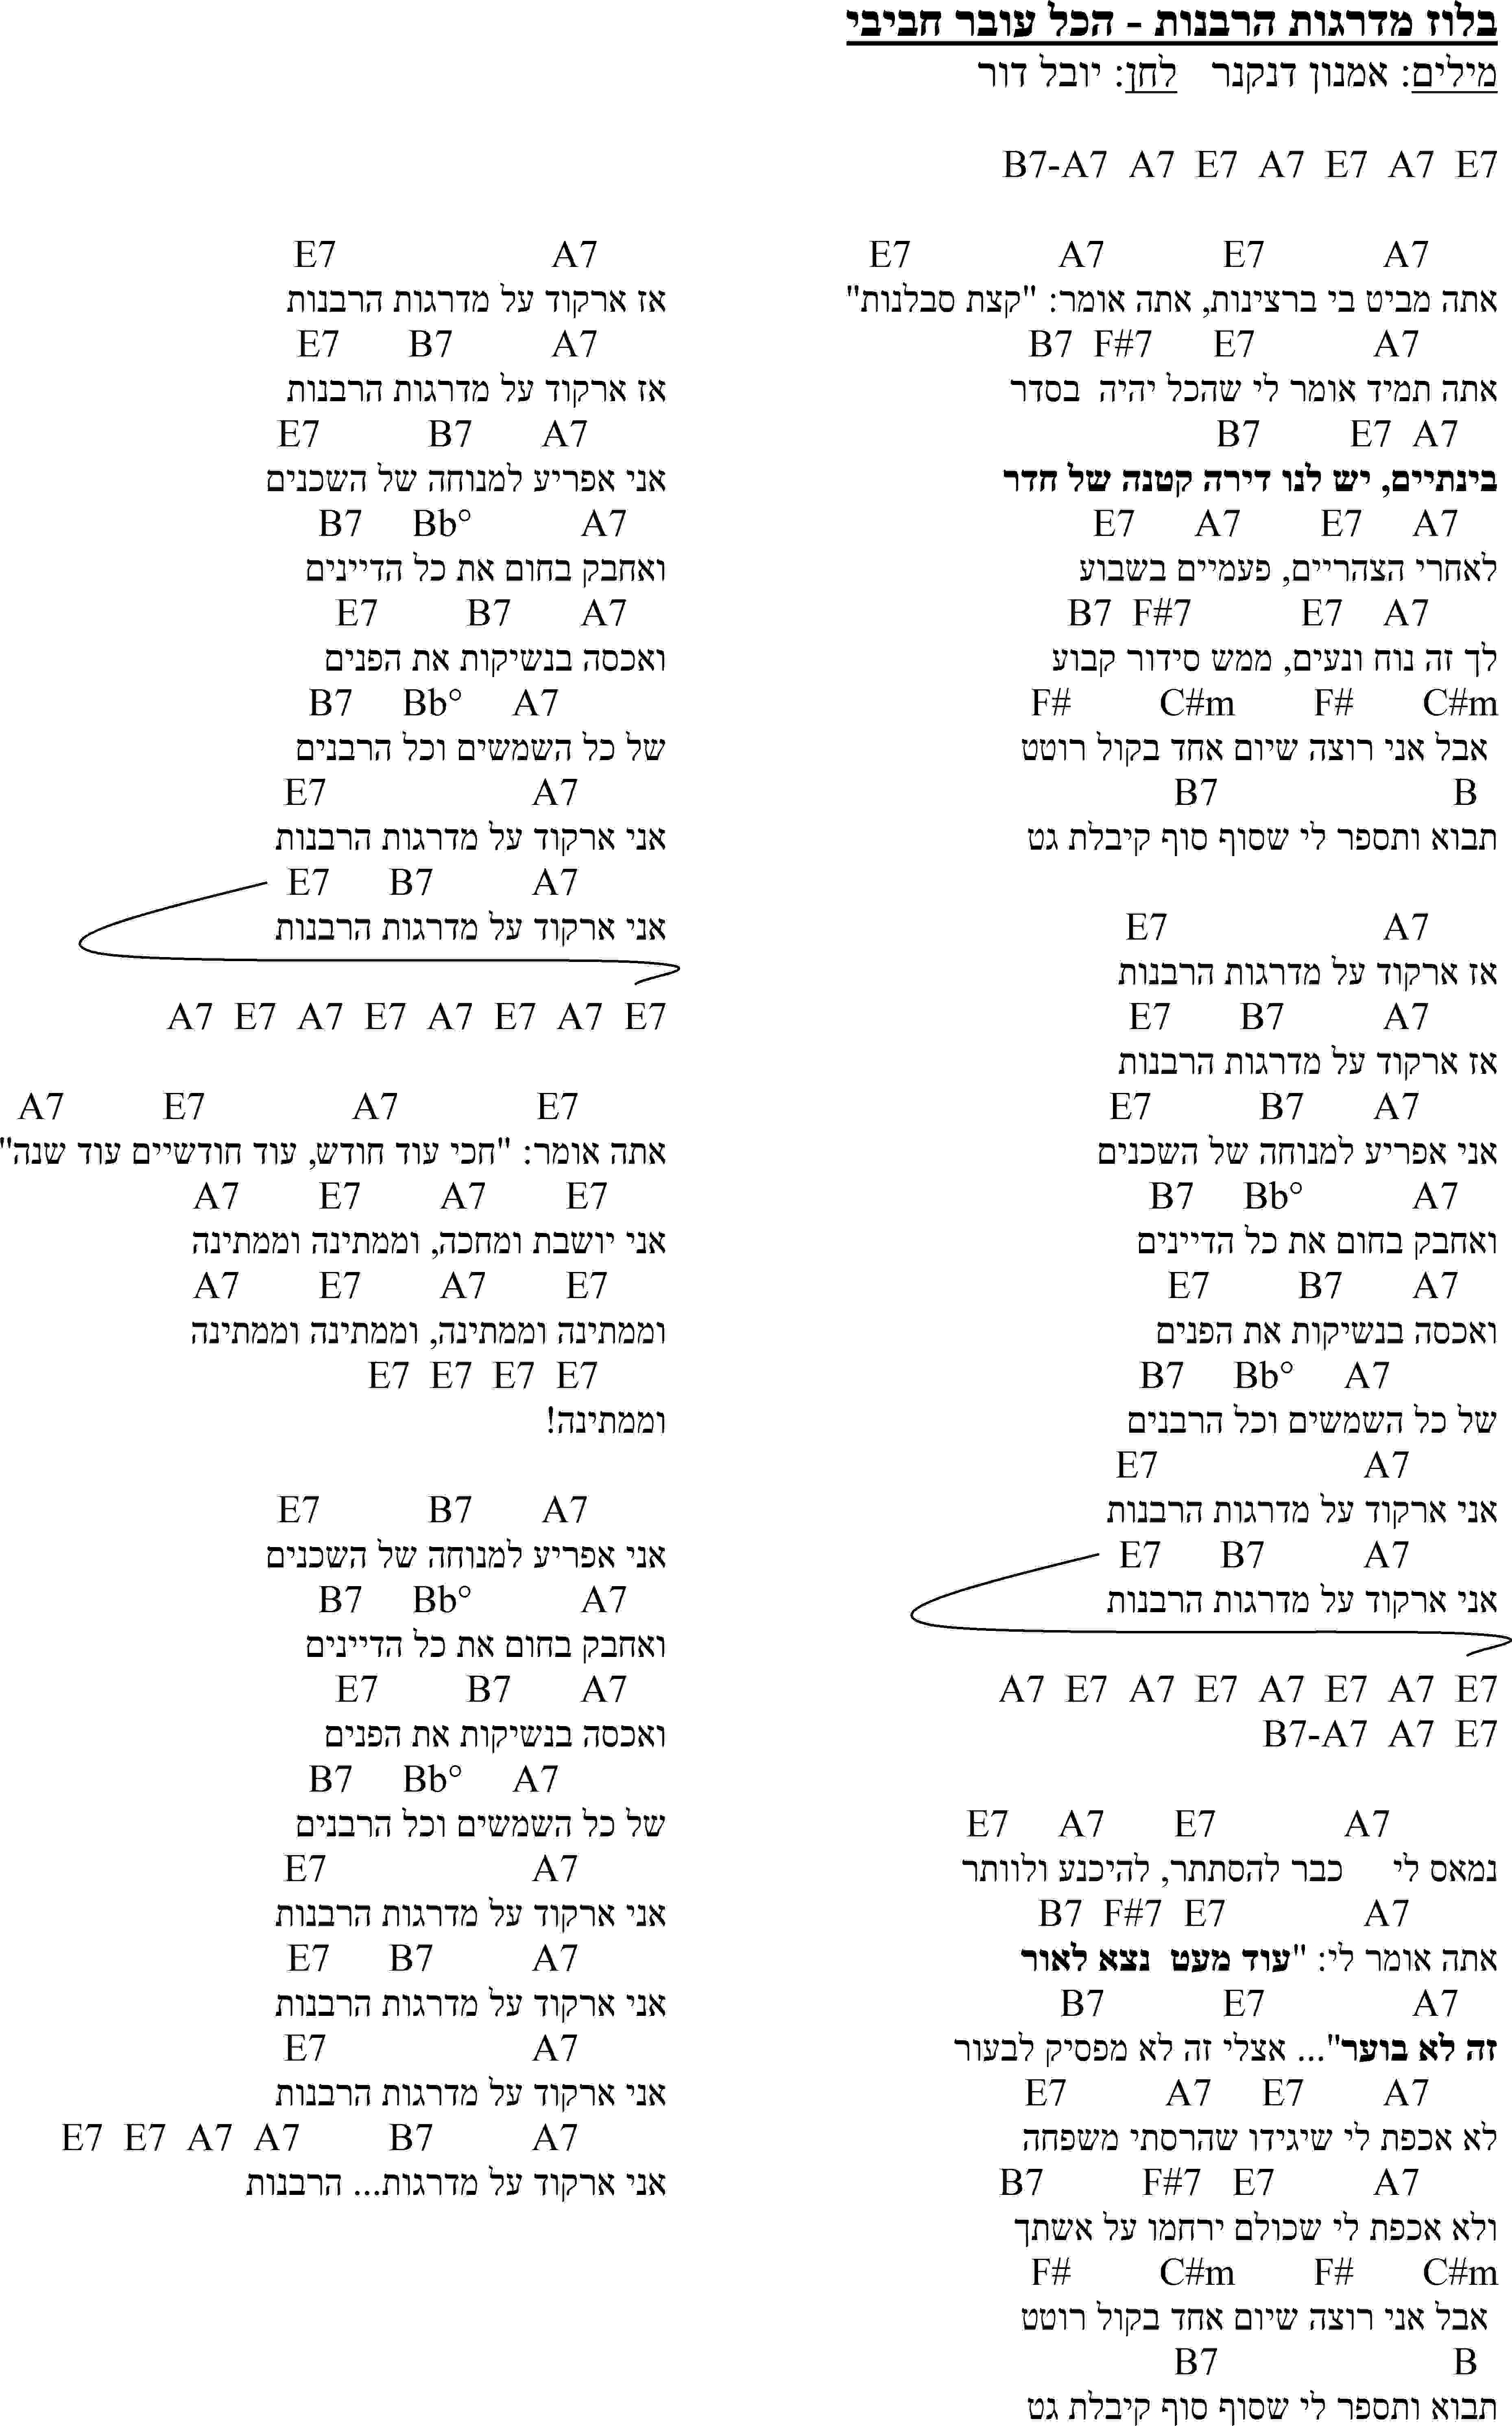 בלוז מדרגות הרבנות - הכל עובר חביבי
מילים: אמנון דנקנר   לחן: יובל דור
B7-A7  A7  E7  A7  E7  A7  E7
E7  A7  E7  A7
אתה מביט בי ברצינות, אתה אומר: "קצת סבלנות"
B7  F#7  E7  A7
אתה תמיד אומר לי שהכל יהיה  בסדר
B7  E7  A7
בינתיים, יש לנו דירה קטנה של חדר
E7  A7  E7  A7
לאחרי הצהריים, פעמיים בשבוע
B7  F#7  E7  A7
לך זה נוח ונעים, ממש סידור קבוע
F#  C#m  F#  C#m
אבל אני רוצה שיום אחד בקול רוטט
B7  B
תבוא ותספר לי שסוף סוף קיבלת גט
E7  A7
אז ארקוד על מדרגות הרבנות
E7  B7  A7
אז ארקוד על מדרגות הרבנות
E7  B7  A7
אני אפריע למנוחה של השכנים
B7  Bb°  A7
ואחבק בחום את כל הדיינים
E7  B7  A7
ואכסה בנשיקות את הפנים
B7  Bb°  A7
של כל השמשים וכל הרבנים
E7  A7
אני ארקוד על מדרגות הרבנות
E7  B7  A7
אני ארקוד על מדרגות הרבנות
A7  E7  A7  E7  A7  E7  A7  E7
B7-A7  A7  E7
E7  A7  E7  A7
נמאס לי  כבר להסתתר, להיכנע ולוותר
B7  F#7  E7  A7
אתה אומר לי: "עוד מעט  נצא לאור
B7  E7  A7
זה לא בוער"... אצלי זה לא מפסיק לבעור
E7  A7  E7  A7
לא אכפת לי שיגידו שהרסתי משפחה
B7  F#7  E7  A7
ולא אכפת לי שכולם ירחמו על אשתך
F#  C#m  F#  C#m
אבל אני רוצה שיום אחד בקול רוטט
B7  B
תבוא ותספר לי שסוף סוף קיבלת גט
E7  A7
אז ארקוד על מדרגות הרבנות
E7  B7  A7
אז ארקוד על מדרגות הרבנות
E7  B7  A7
אני אפריע למנוחה של השכנים
B7  Bb°  A7
ואחבק בחום את כל הדיינים
E7  B7  A7
ואכסה בנשיקות את הפנים
B7  Bb°  A7
של כל השמשים וכל הרבנים
E7  A7
אני ארקוד על מדרגות הרבנות
E7  B7  A7
אני ארקוד על מדרגות הרבנות
A7  E7  A7  E7  A7  E7  A7  E7
A7  E7  A7  E7
אתה אומר: "חכי עוד חודש, עוד חודשיים עוד שנה"
A7  E7  A7  E7
אני יושבת ומחכה, וממתינה וממתינה
A7  E7  A7  E7
וממתינה וממתינה, וממתינה וממתינה
E7  E7  E7  E7
וממתינה!
E7  B7  A7
אני אפריע למנוחה של השכנים
B7  Bb°  A7
ואחבק בחום את כל הדיינים
E7  B7  A7
ואכסה בנשיקות את הפנים
B7  Bb°  A7
של כל השמשים וכל הרבנים
E7  A7
אני ארקוד על מדרגות הרבנות
E7  B7  A7
אני ארקוד על מדרגות הרבנות
E7  A7
אני ארקוד על מדרגות הרבנות
E7  E7  A7  A7  B7  A7
אני ארקוד על מדרגות... הרבנות